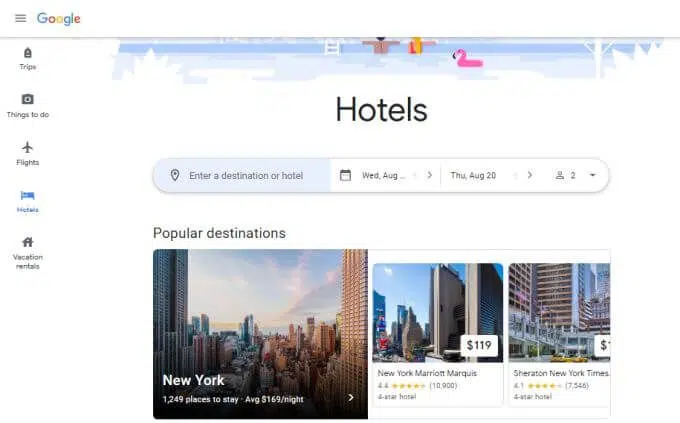 Google
Trips
Things to do
Flights
Hotels
Vacation
rentals
Hotels
Enter a destination or hotel
Wed, Aug ...
Thu, Aug 20
2
Popular destinations
New York
1,249 places to stay · Avg $169/night
$119
New York Marriott Marquis
4.4 (10,900)
4-star hotel
$1
Sheraton New York Times
4.1 (7,546)
4-star hotel